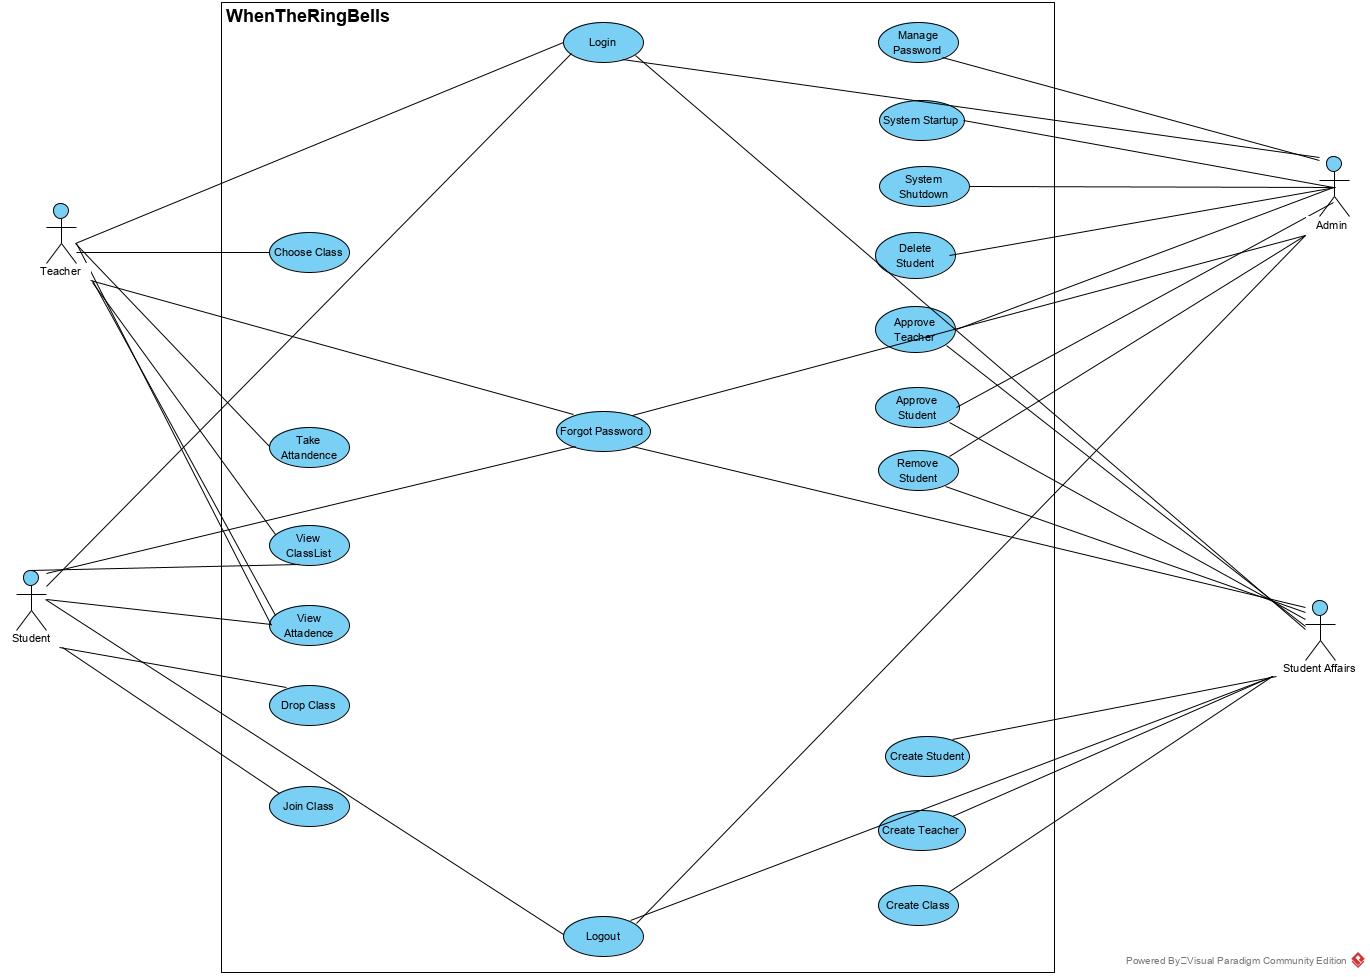 WhenTheRingBells
Login
Manage
Password
System Startup
System
Shutdown
Admin
Teacher
Choose Class
Delete
Student
Approve
Teacher
Approve
Student
Forgot Password
Take
Attandence
Remove
Student
View
ClassList
Student
View
Attadence
Student Affairs
Drop Class
Create Student
Join Class
Create Teacher
Create Class
Logout
Powered By Visual Paradigm Community Edition